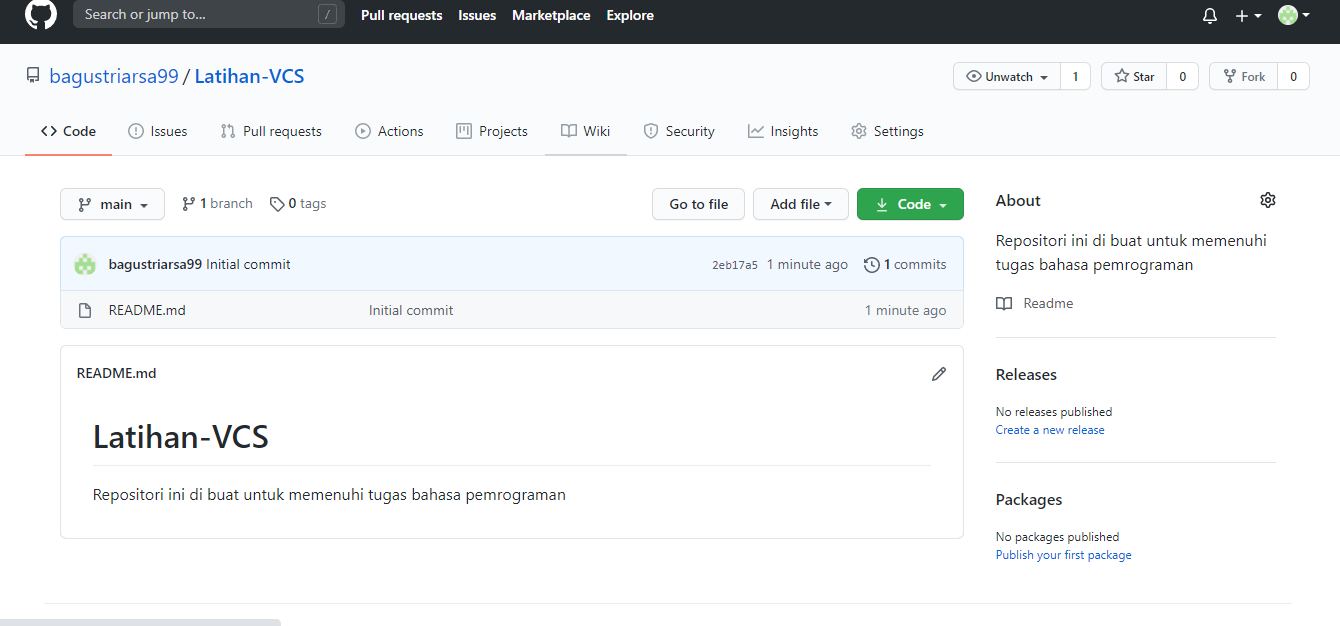 Search or jump to... /
Pull requests Issues Marketplace Explore
bagustriarsa99 / Latihan-VCS
Unwatch 1 Star 0 Fork 0
Code Issues Pull requests Actions Projects Wiki Security Insights Settings
main 1 branch 0 tags Go to file Add file Code
bagustriarsa99 Initial commit 2eb17a5 1 minute ago 1 commits
README.md Initial commit 1 minute ago
README.md
Latihan-VCS
Repositori ini di buat untuk memenuhi tugas bahasa pemrograman
About
Repositori ini di buat untuk memenuhi
tugas bahasa pemrograman
Readme
Releases
No releases published
Create a new release
Packages
No packages published
Publish your first package